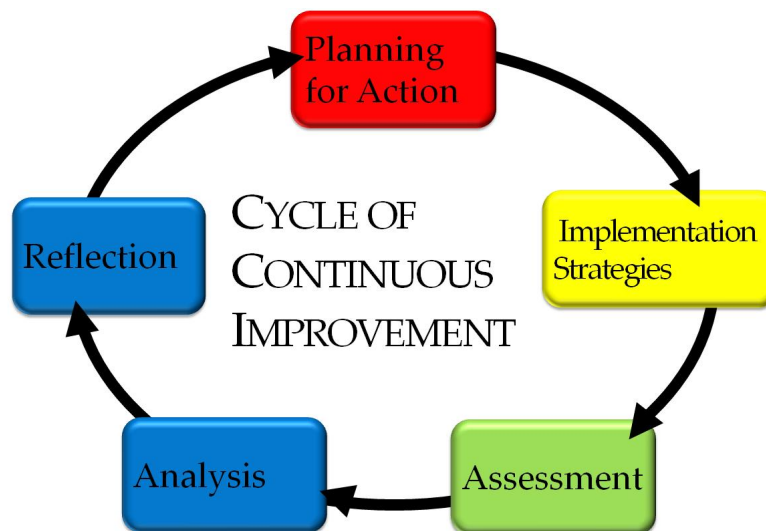 Planning
for Action
Implementation
Strategies
Assessment
Analysis
Reflection
CYCLE OF
CONTINUOUS
IMPROVEMENT